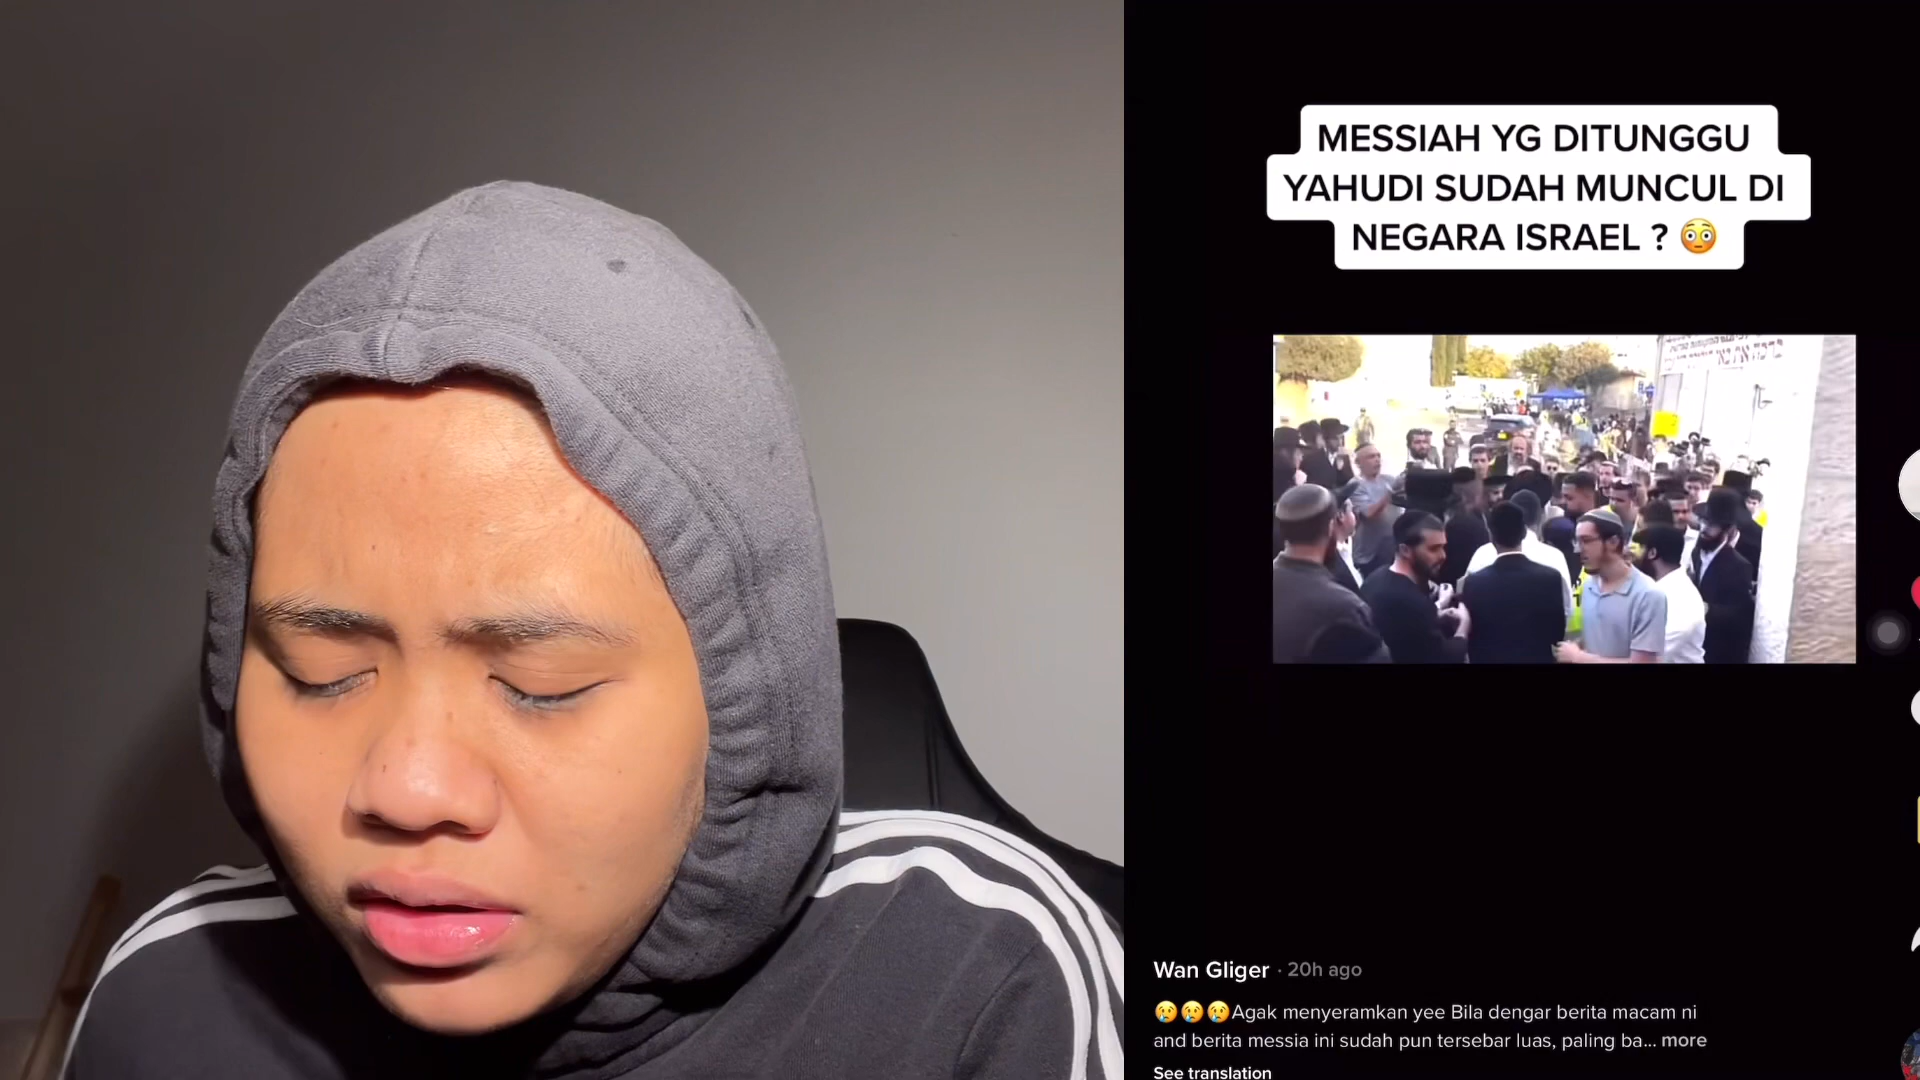 MESSIAH YG DITUNGGU
YAHUDI SUDAH MUNCUL DI
NEGARA ISRAEL ? 😳
Wan Gliger · 20h ago
😢😢😢Agak menyeramkan yee Bila dengar berita macam ni
and berita messia ini sudah pun tersebar luas, paling ba... more
See translation